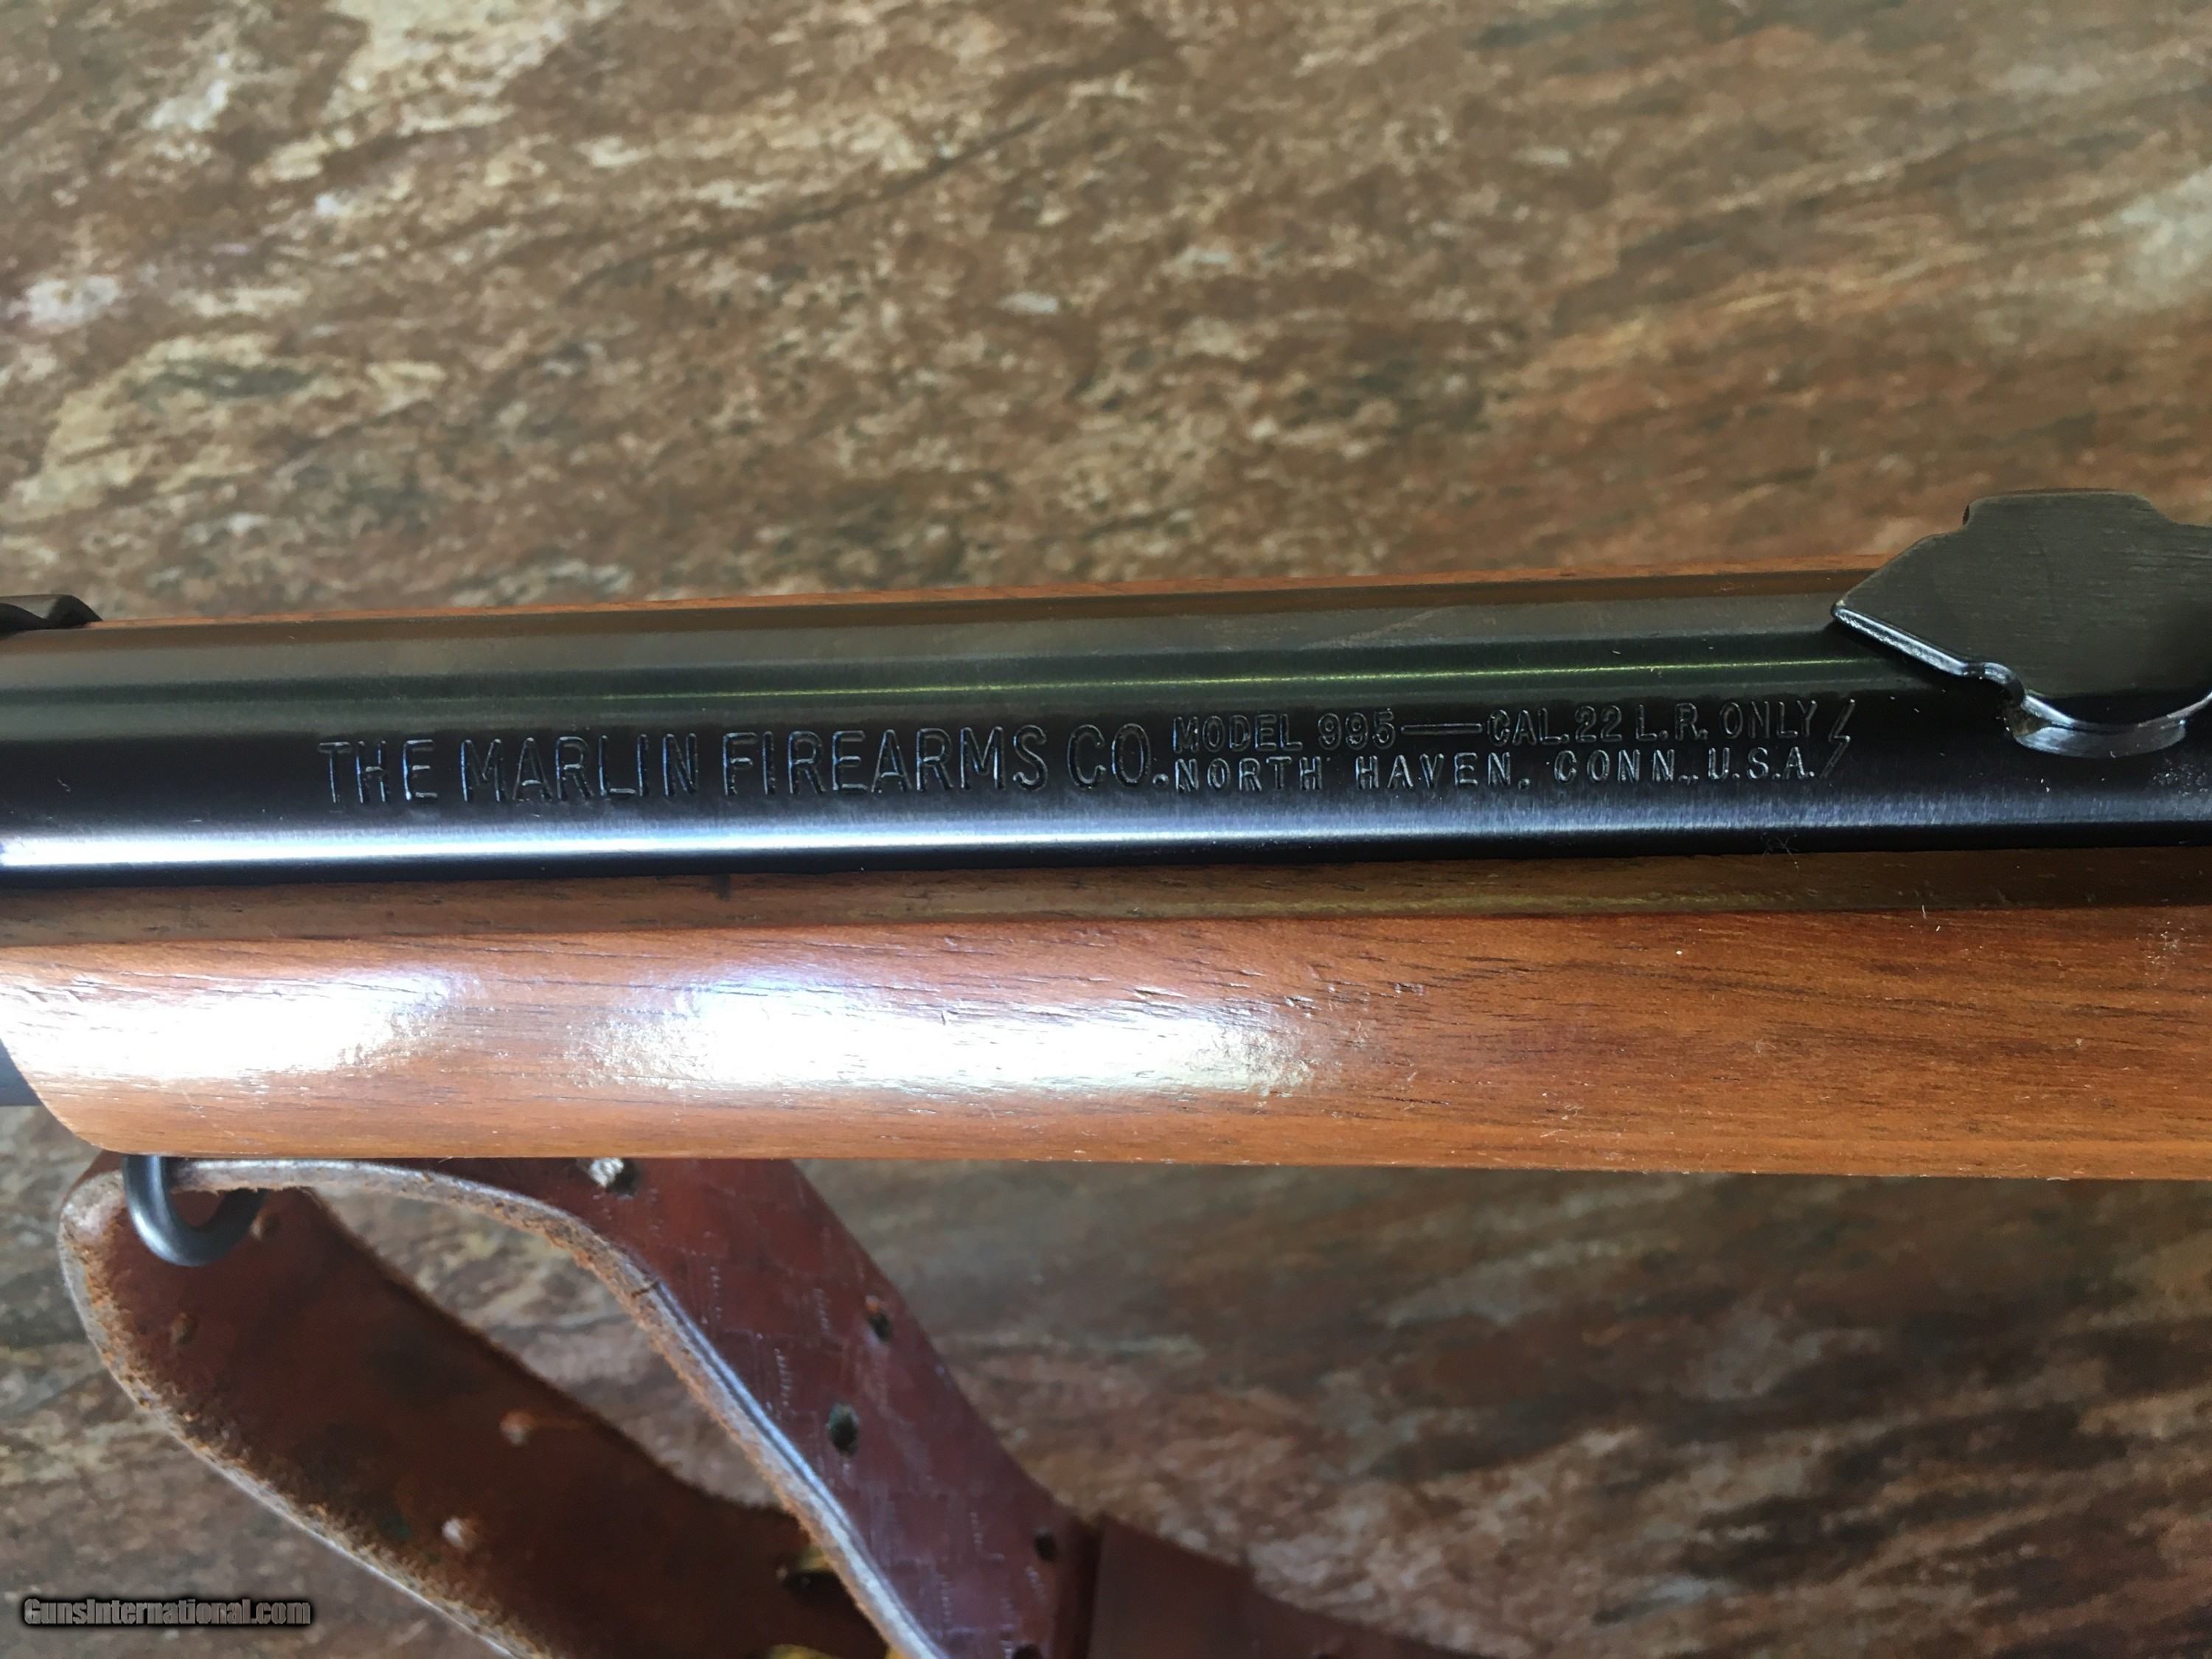 THE MARLIN FIREARMS CO.
MODEL 995—CAL.22 L.R. ONLY
NORTH HAVEN, CONN., U.S.A.
GunsInternational.com